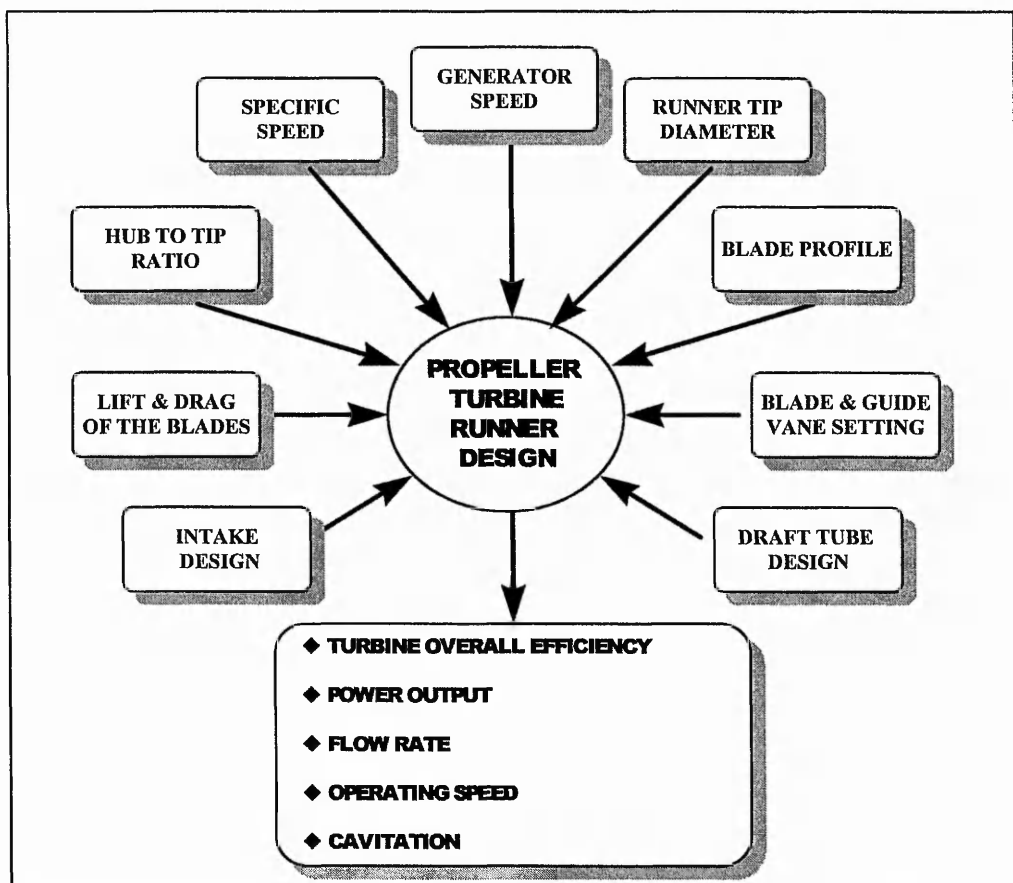 GENERATOR
SPEED
SPECIFIC
SPEED
RUNNER TIP
DIAMETER
HUB TO TIP
RATIO
BLADE PROFILE
PROPELLER
TURBINE
RUNNER
DESIGN
LIFT & DRAG
OF THE BLADES
BLADE & GUIDE
VANE SETTING
INTAKE
DESIGN
DRAFT TUBE
DESIGN
◆ TURBINE OVERALL EFFICIENCY
◆ POWER OUTPUT
◆ FLOW RATE
◆ OPERATING SPEED
◆ CAVITATION